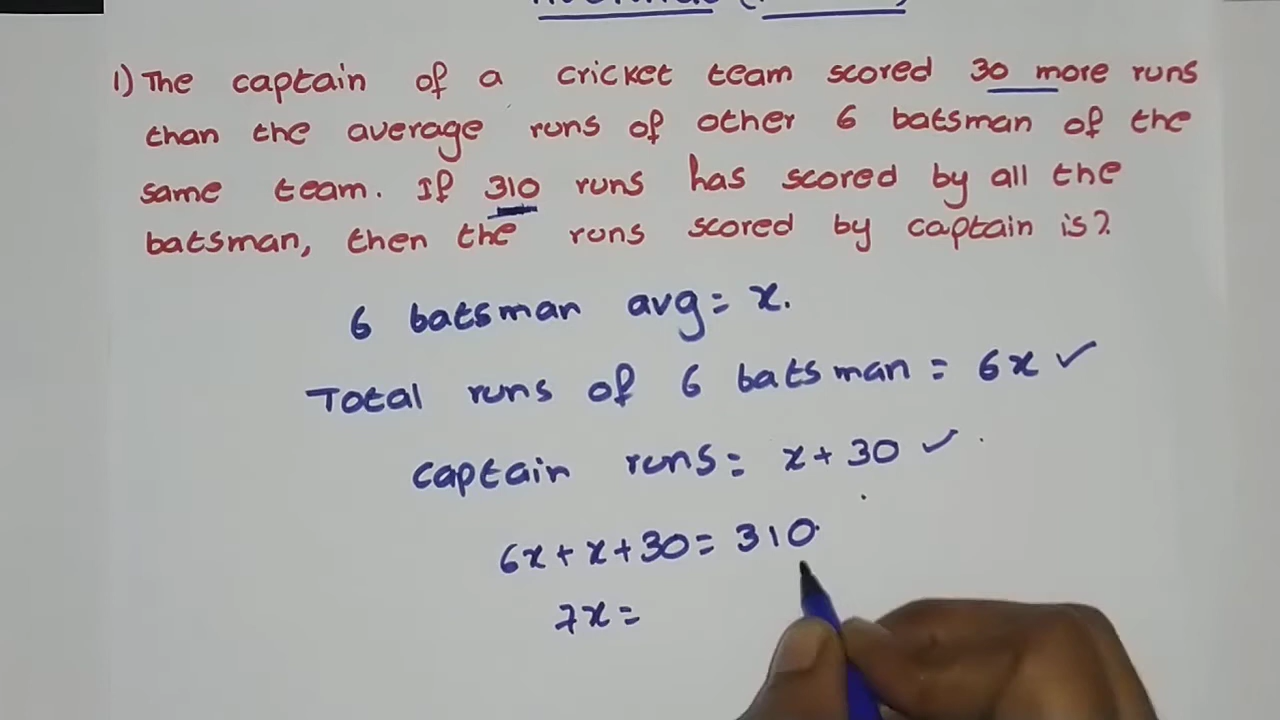 1) The captain of a cricket team scored 30 more runs
than the average runs of other 6 batsman of the
same team. If 310 runs has scored by all the
batsman, then the runs scored by captain is?
6 batsman avg = x.
Total runs of 6 batsman = 6x ✓
captain runs = x + 30 ✓
6x + x + 30 = 310
7x =